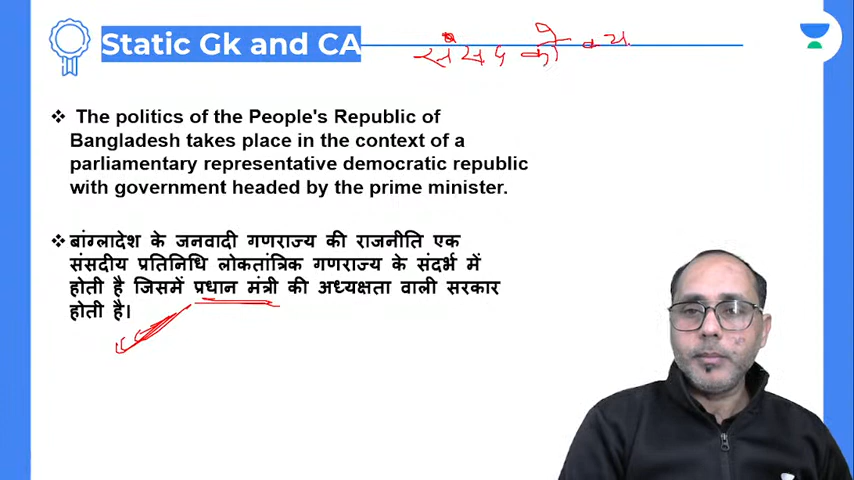 Static Gk and CA
❖ The politics of the People's Republic of
Bangladesh takes place in the context of a
parliamentary representative democratic republic
with government headed by the prime minister.
❖ बांग्लादेश के जनवादी गणराज्य की राजनीति एक
संसदीय प्रतिनिधि लोकतांत्रिक गणराज्य के संदर्भ में
होती है जिसमें प्रधान मंत्री की अध्यक्षता वाली सरकार
होती है।